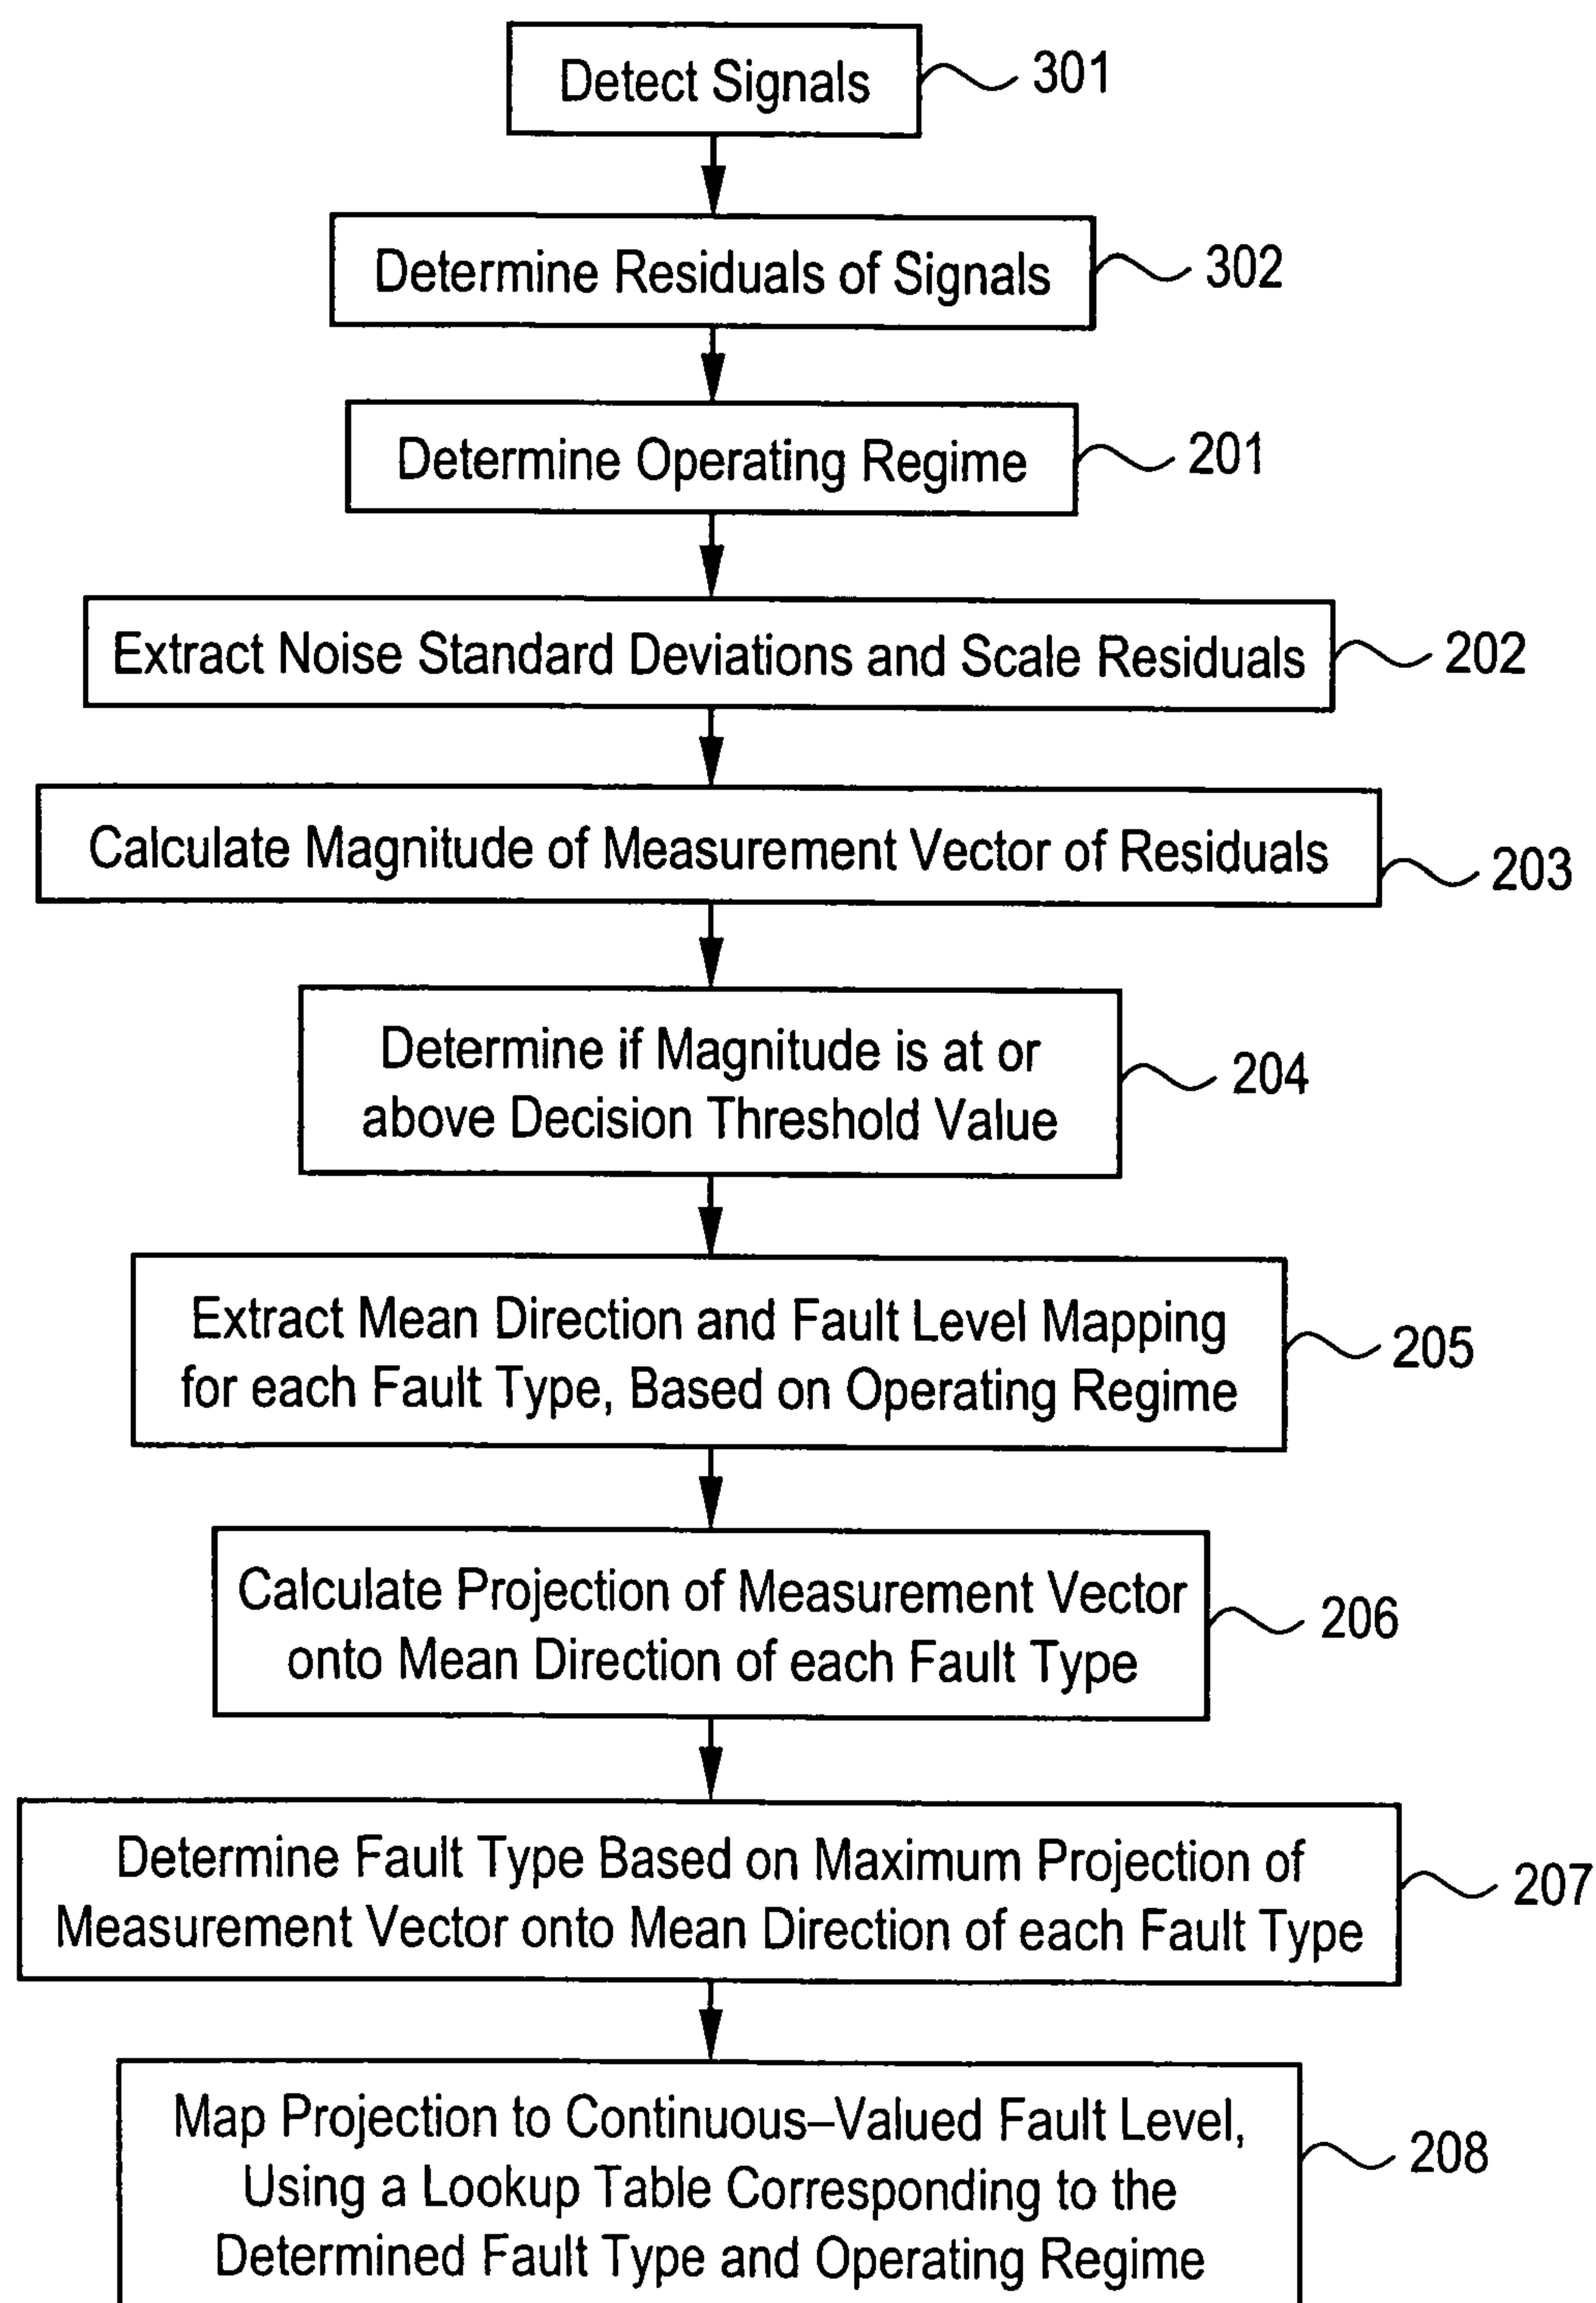 Detect Signals
301
Determine Residuals of Signals
302
Determine Operating Regime
201
Extract Noise Standard Deviations and Scale Residuals
202
Calculate Magnitude of Measurement Vector of Residuals
203
Determine if Magnitude is at or
above Decision Threshold Value
204
Extract Mean Direction and Fault Level Mapping
for each Fault Type, Based on Operating Regime
205
Calculate Projection of Measurement Vector
onto Mean Direction of each Fault Type
206
Determine Fault Type Based on Maximum Projection of
Measurement Vector onto Mean Direction of each Fault Type
207
Map Projection to Continuous–Valued Fault Level,
Using a Lookup Table Corresponding to the
Determined Fault Type and Operating Regime
208